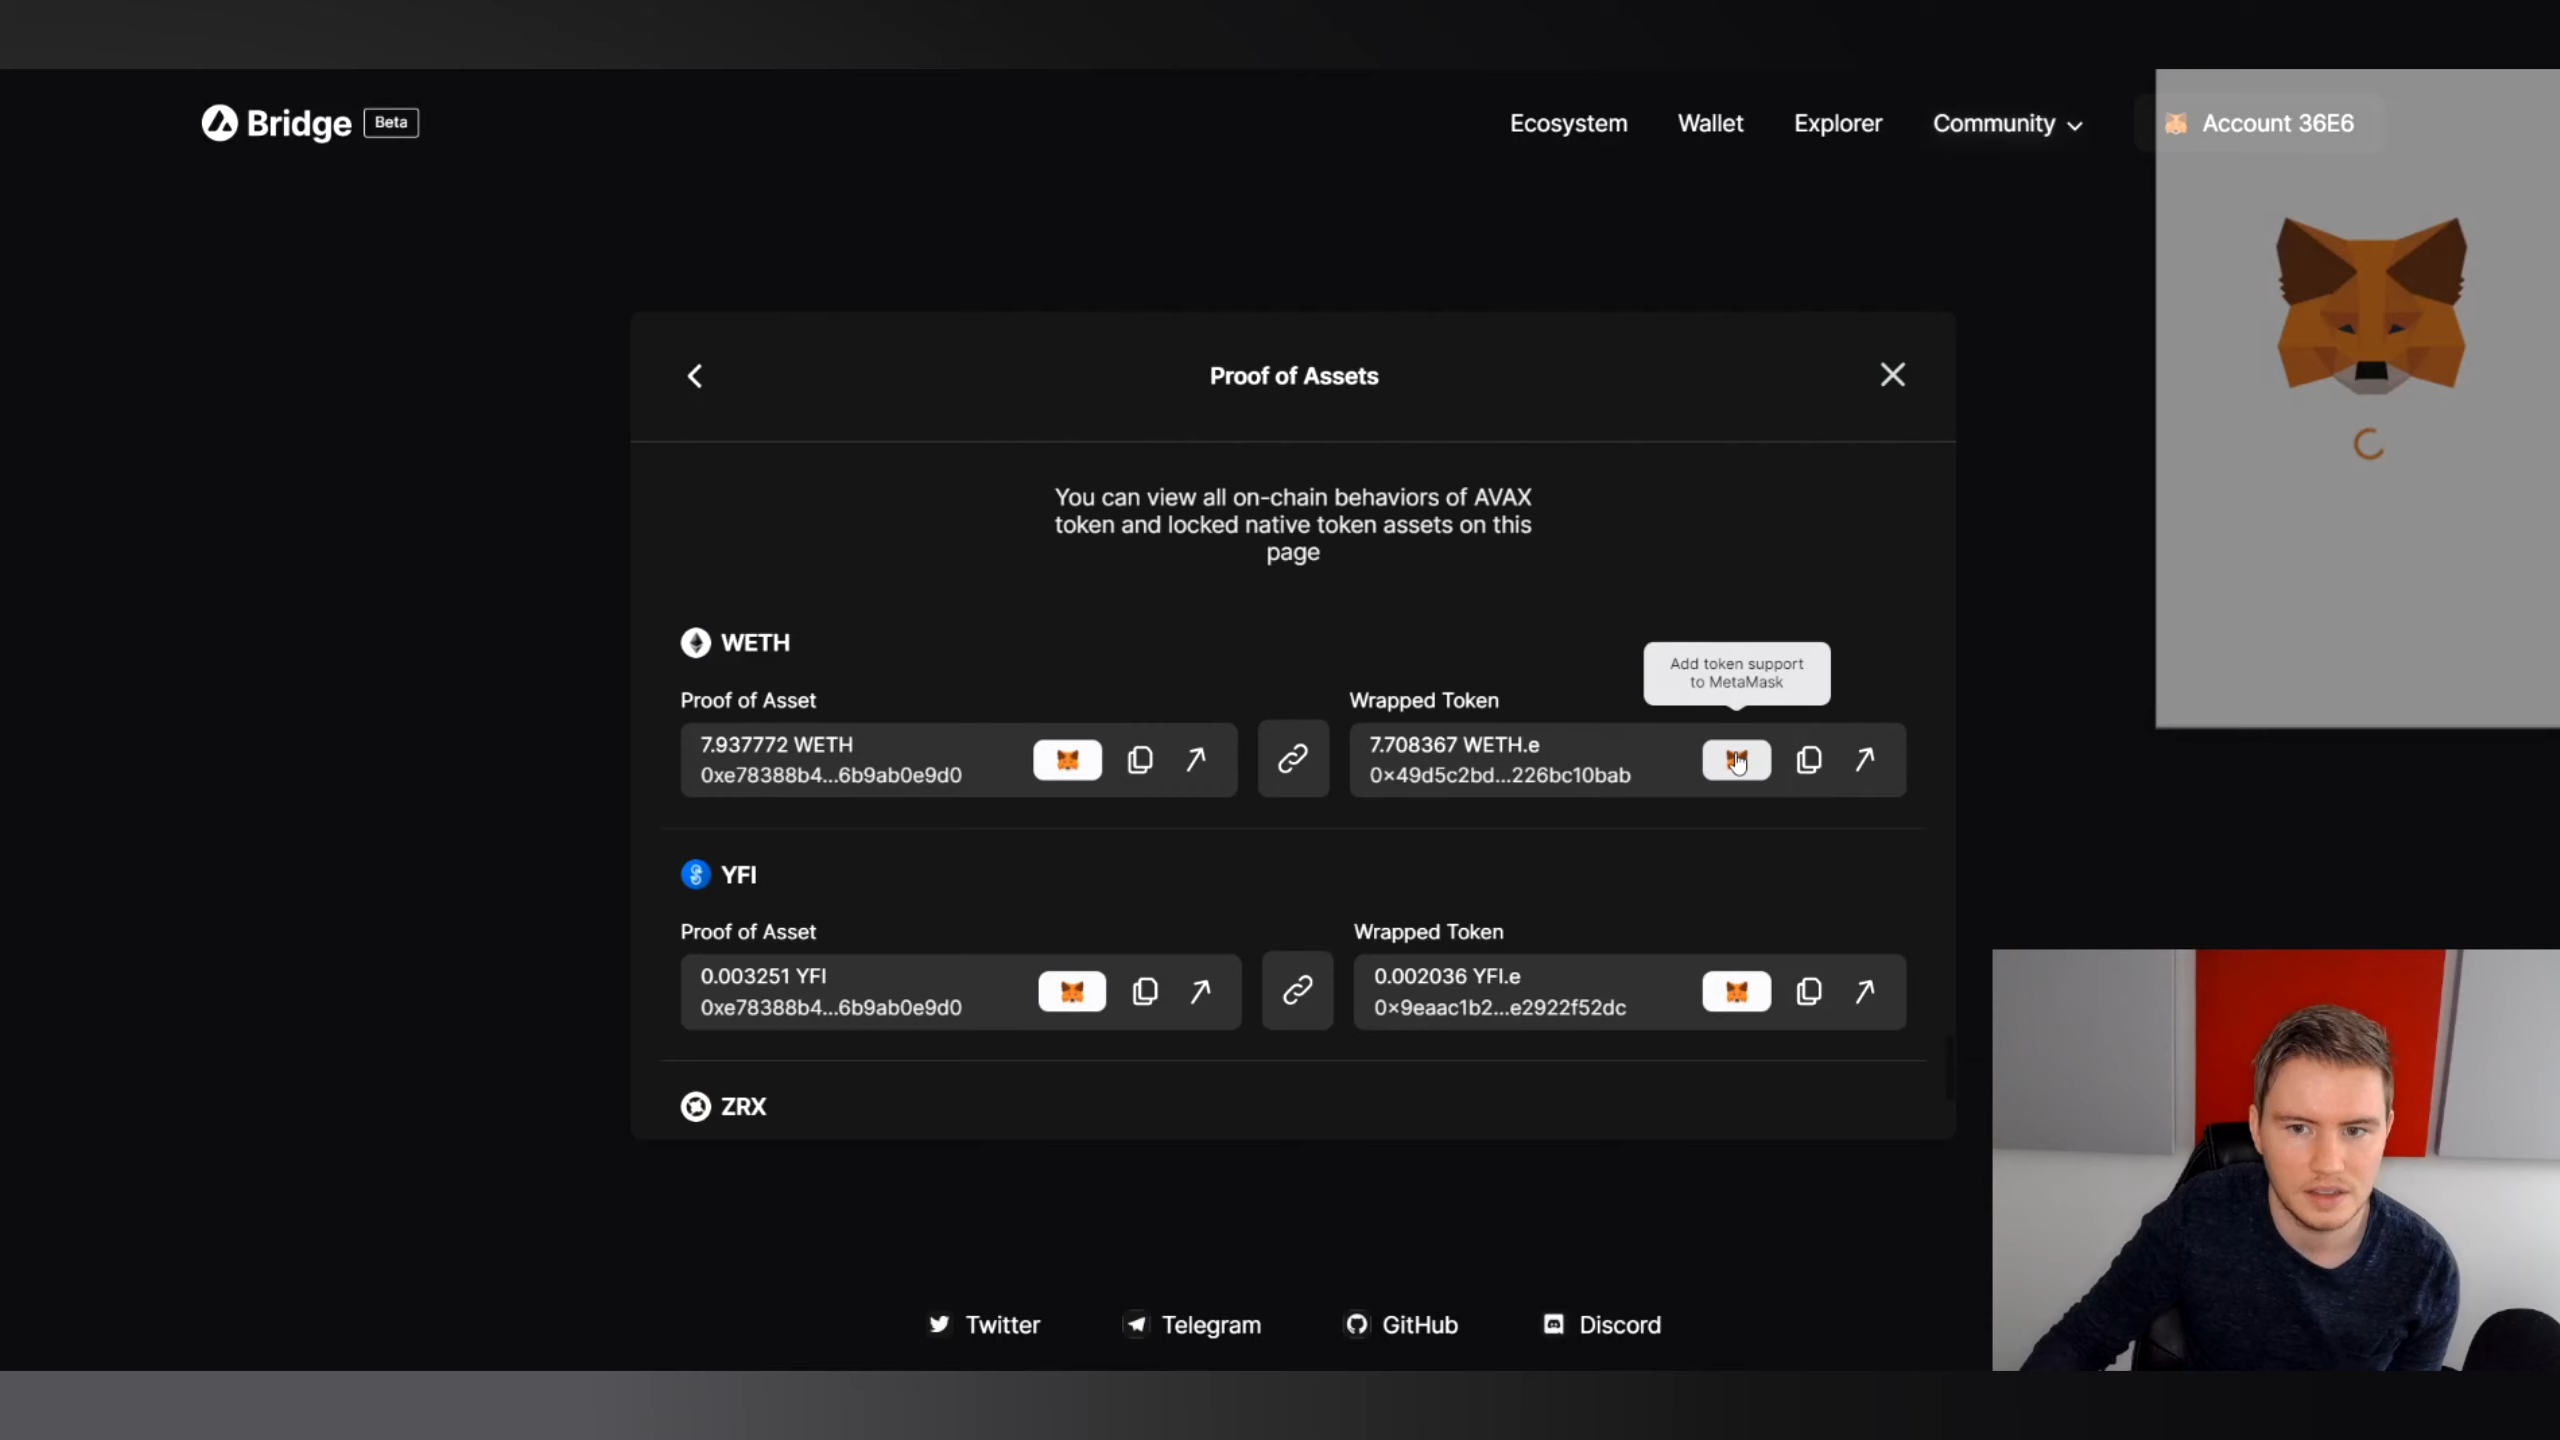 Bridge Beta
Ecosystem Wallet Explorer Community Account 36E6
Proof of Assets
You can view all on-chain behaviors of AVAX
token and locked native token assets on this
page
WETH
Add token support
to MetaMask
Proof of Asset Wrapped Token
7.937772 WETH 7.708367 WETH.e
0xe78388b4...6b9ab0e9d0 0x49d5c2bd...226bc10bab
YFI
Proof of Asset Wrapped Token
0.003251 YFI 0.002036 YFI.e
0xe78388b4...6b9ab0e9d0 0x9eaac1b2...e2922f52dc
ZRX
Twitter Telegram GitHub Discord